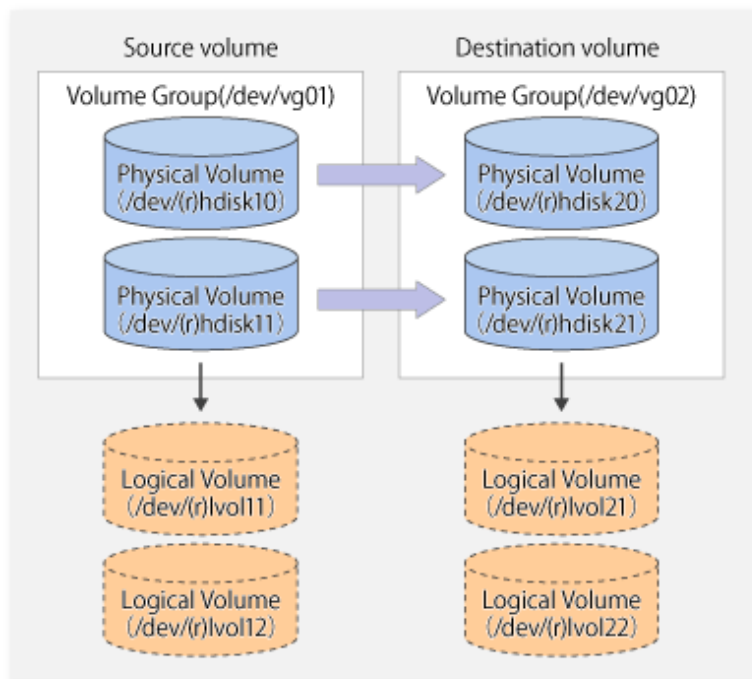 Source volume
Destination volume
Volume Group(/dev/vg01)
Volume Group(/dev/vg02)
Physical Volume
(/dev/(r)hdisk10)
Physical Volume
(/dev/(r)hdisk20)
Physical Volume
(/dev/(r)hdisk11)
Physical Volume
(/dev/(r)hdisk21)
Logical Volume
(/dev/(r)lvol11)
Logical Volume
(/dev/(r)lvol21)
Logical Volume
(/dev/(r)lvol12)
Logical Volume
(/dev/(r)lvol22)